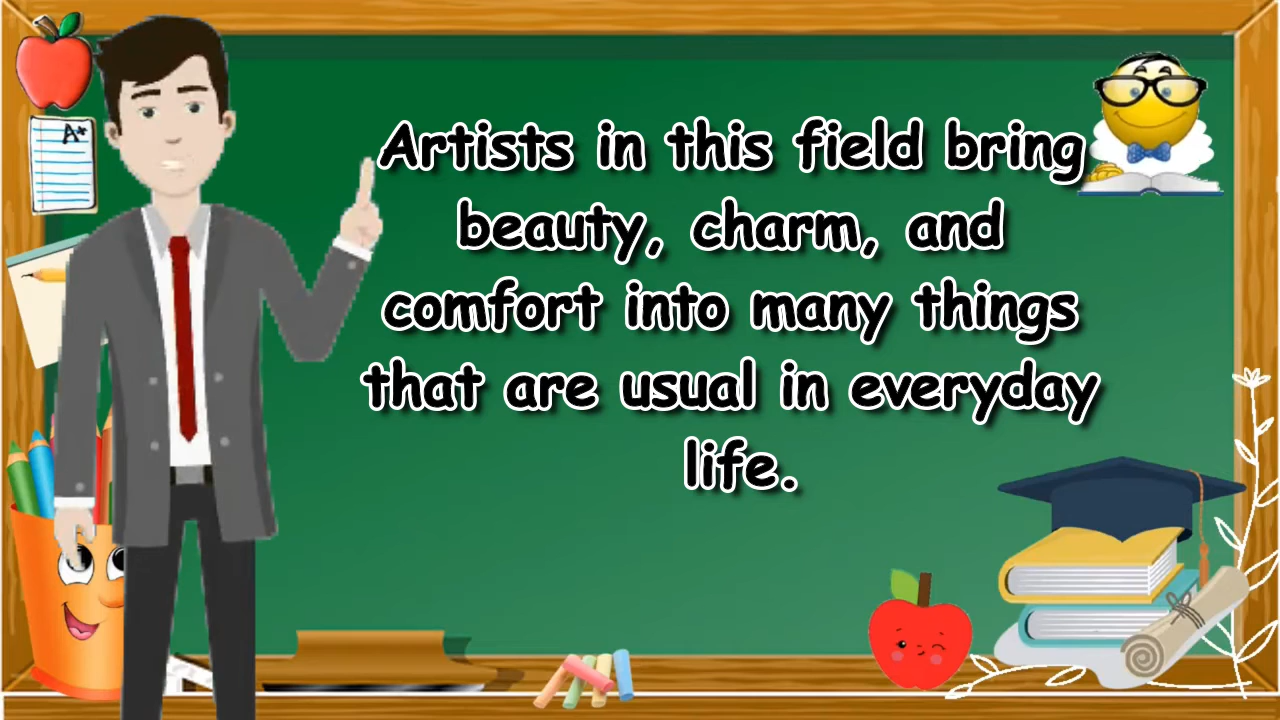 A+
Artists in this field bring
beauty, charm, and
comfort into many things
that are usual in everyday
life.